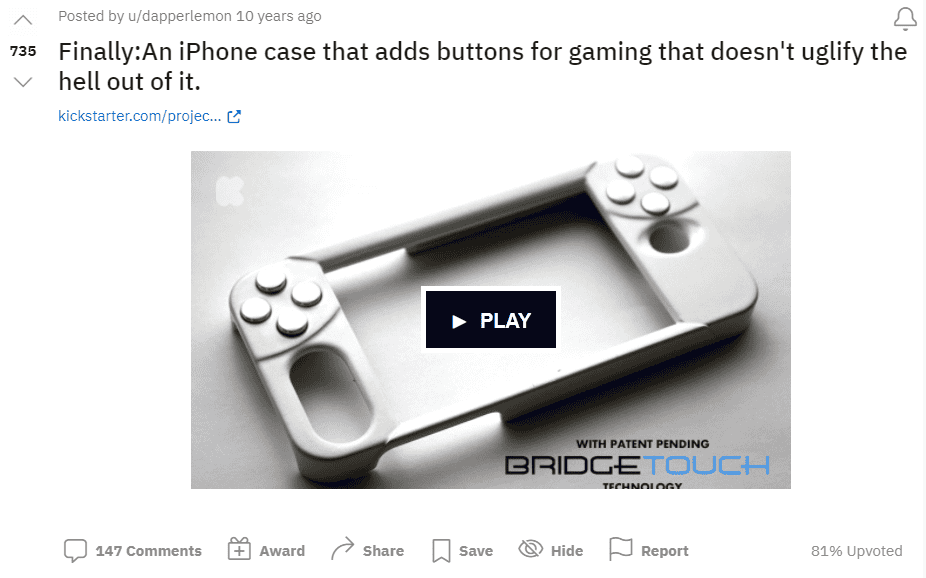 Posted by u/dapperlemon 10 years ago
735
Finally:An iPhone case that adds buttons for gaming that doesn't uglify the
hell out of it.
kickstarter.com/projec...
K
► PLAY
WITH PATENT PENDING
BRIDGETOUCH
TECHNOLOGY
147 Comments Award Share Save Hide Report 81% Upvoted